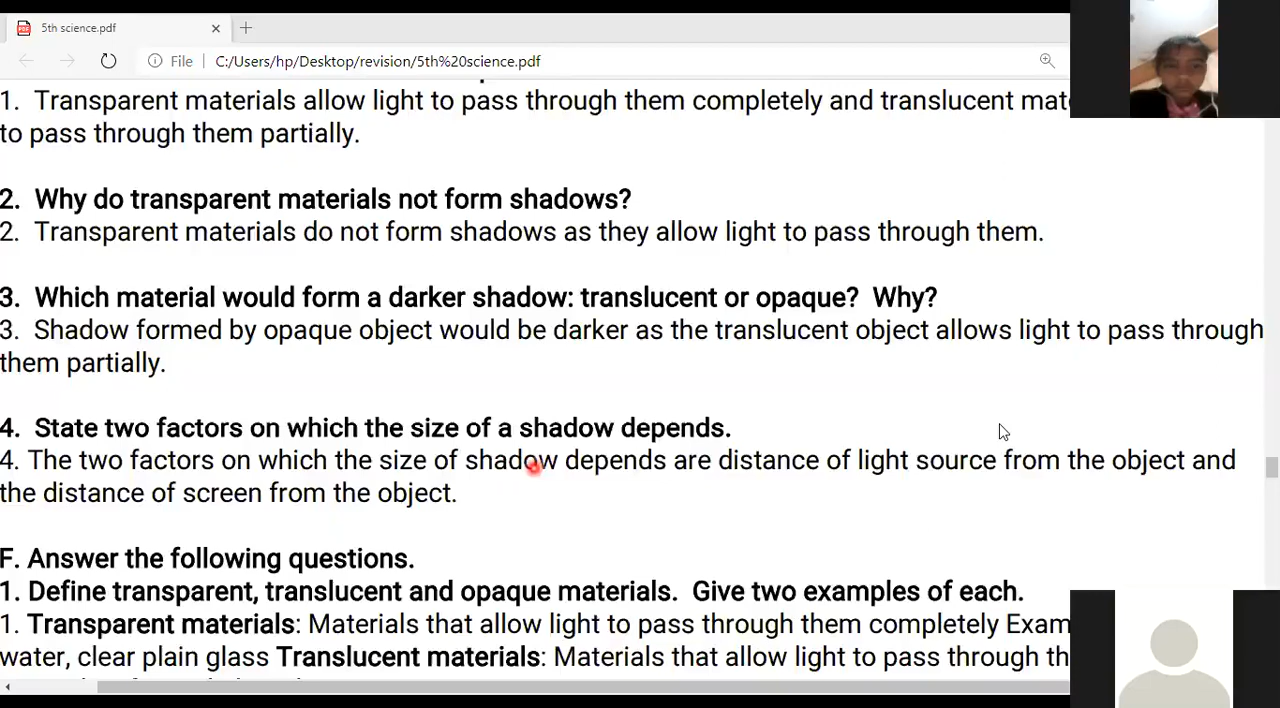 5th science.pdf
File C:/Users/hp/Desktop/revision/5th%20science.pdf
1. Transparent materials allow light to pass through them completely and translucent
to pass through them partially.
2. Why do transparent materials not form shadows?
2. Transparent materials do not form shadows as they allow light to pass through them.
3. Which material would form a darker shadow: translucent or opaque? Why?
3. Shadow formed by opaque object would be darker as the translucent object allows light to pass through
them partially.
4. State two factors on which the size of a shadow depends.
4. The two factors on which the size of shadow depends are distance of light source from the object and
the distance of screen from the object.
F. Answer the following questions.
1. Define transparent, translucent and opaque materials. Give two examples of each.
1. Transparent materials: Materials that allow light to pass through them completely
water, clear plain glass Translucent materials: Materials that allow light to pass through